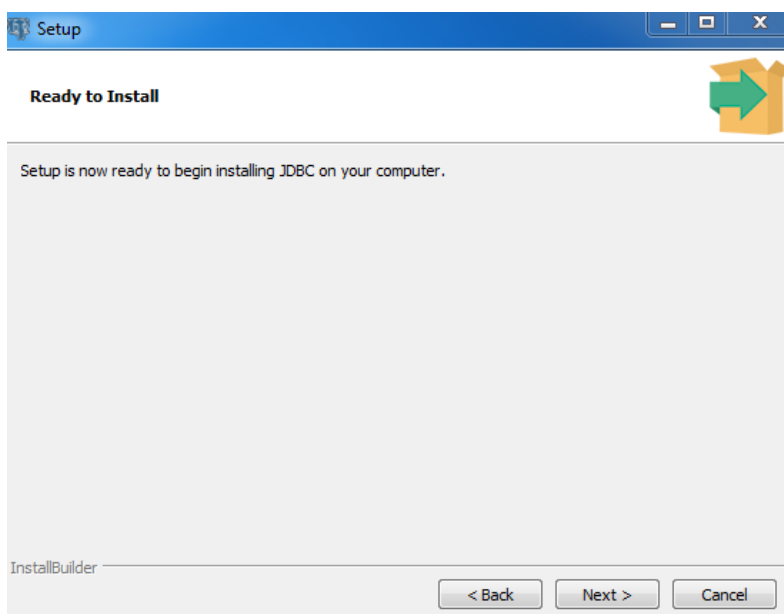 Setup
Ready to Install
Setup is now ready to begin installing JDBC on your computer.
InstallBuilder
< Back
Next >
Cancel